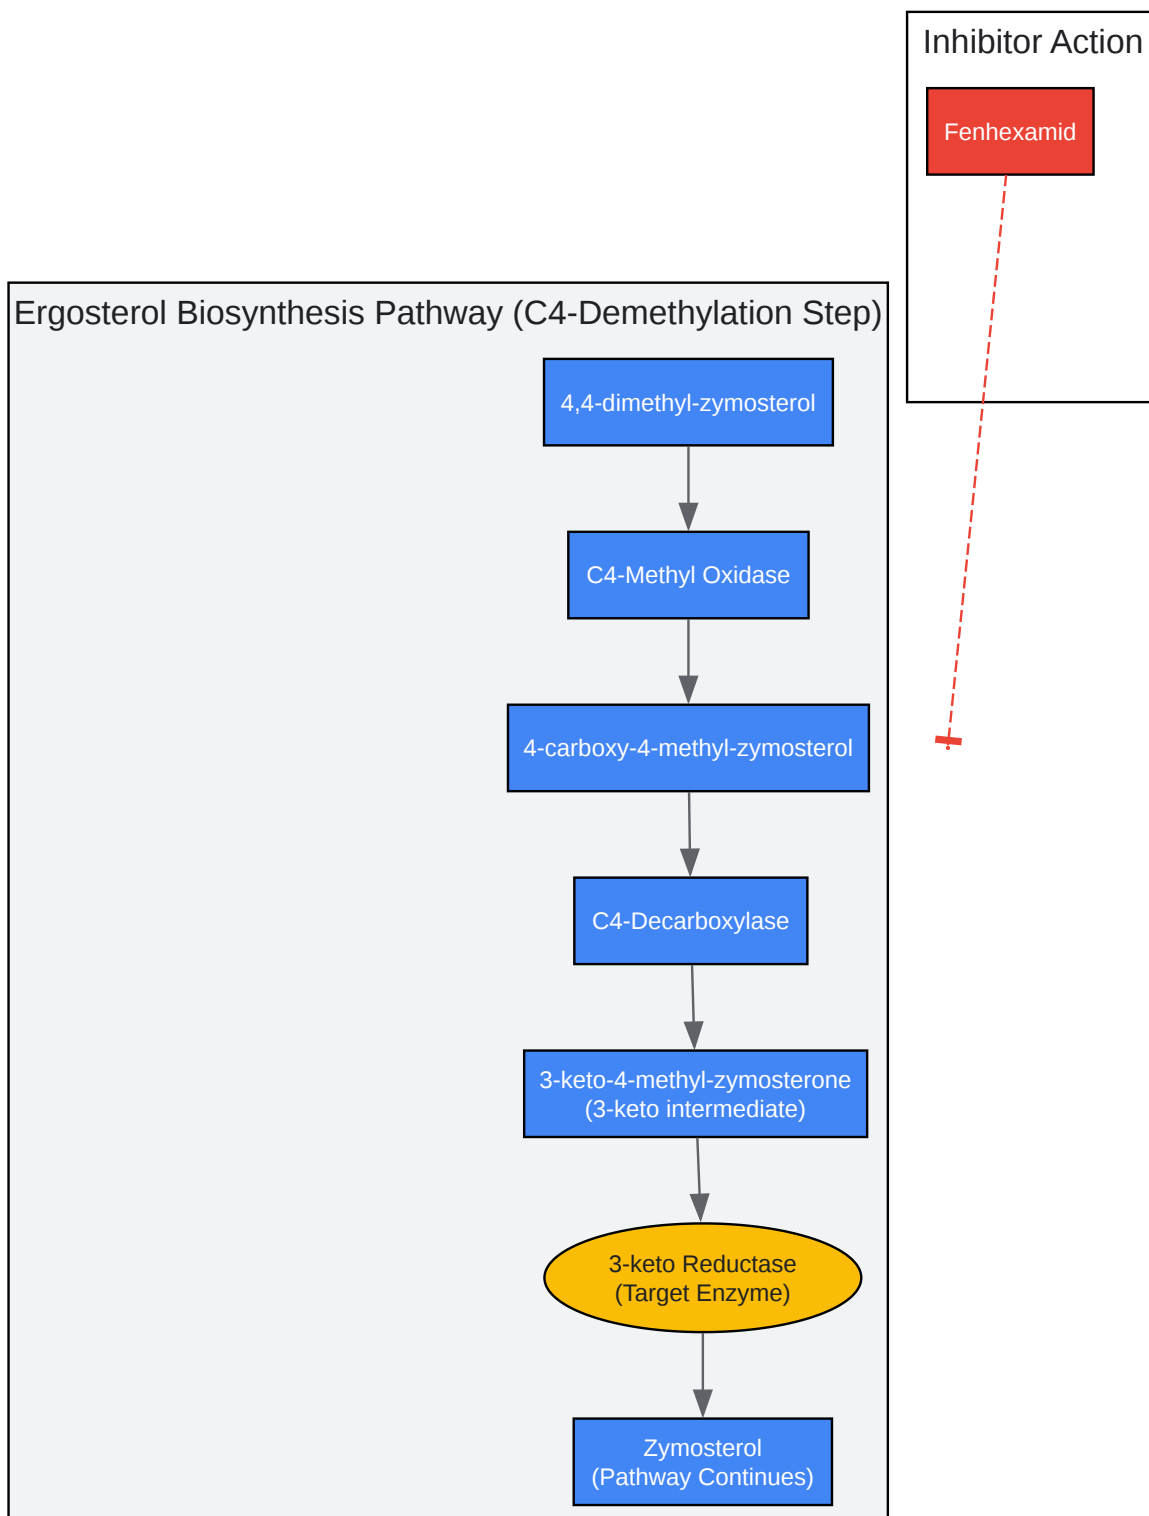 Inhibitor Action
Fenhexamid
Ergosterol Biosynthesis Pathway (C4-Demethylation Step)
4,4-dimethyl-zymosterol
C4-Methyl Oxidase
4-carboxy-4-methyl-zymosterol
C4-Decarboxylase
3-keto-4-methyl-zymosterone
(3-keto intermediate)
3-keto Reductase
(Target Enzyme)
Zymosterol
(Pathway Continues)